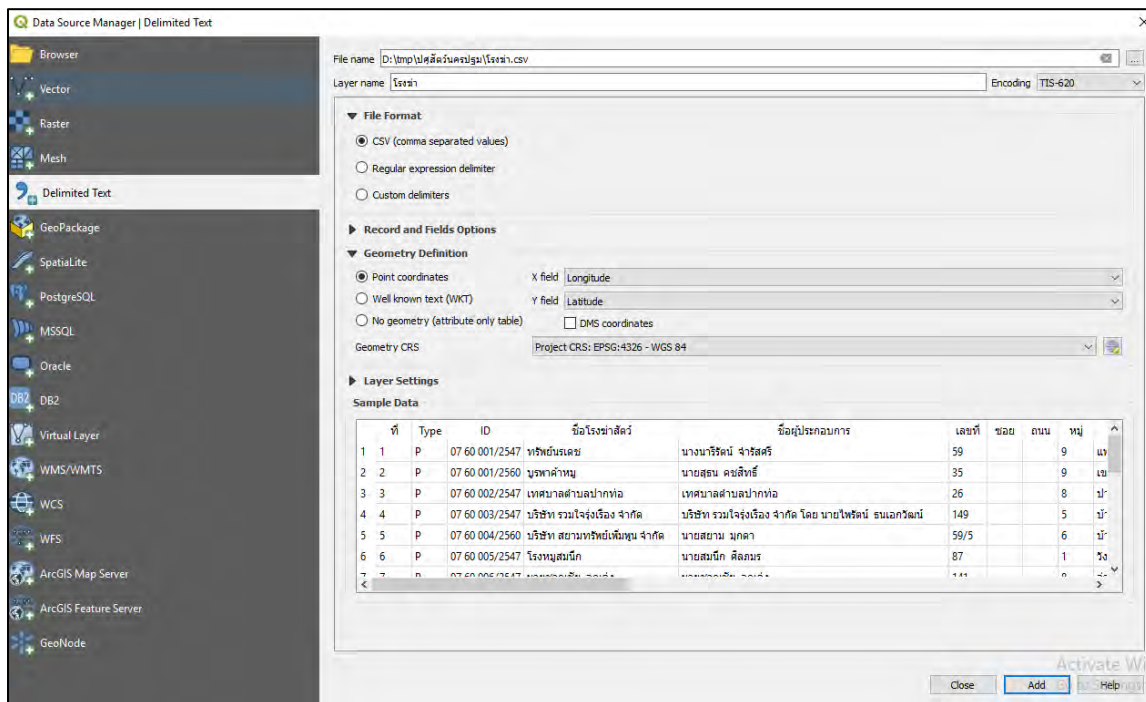 Data Source Manager | Delimited Text
Browser
Vector
Raster
Mesh
Delimited Text
GeoPackage
SpatiaLite
PostgreSQL
MSSQL
Oracle
DB2
Virtual Layer
WMS/WMTS
WCS
WFS
ArcGIS Map Server
ArcGIS Feature Server
GeoNode
File name D:\tmp\ปศุสัตว์นครปฐม\โรงฆ่า.csv
Layer name โรงฆ่า Encoding TIS-620
File Format
CSV (comma separated values)
Regular expression delimiter
Custom delimiters
Record and Fields Options
Geometry Definition
Point coordinates X field Longitude
Well known text (WKT) Y field Latitude
No geometry (attribute only table) DMS coordinates
Geometry CRS Project CRS: EPSG:4326 - WGS 84
Layer Settings
Sample Data
ที่ Type ID ชื่อโรงฆ่าสัตว์ ชื่อผู้ประกอบการ เลขที่ ซอย ถนน หมู่
1 1 P 07 60 001/2547 ทรัพย์นรเดช นางนารีรัตน์ จำรัสศรี 59 9
2 2 P 07 60 001/2560 บูรพาค้าหมู นายสุธน คชสิทธิ์ 35 9
3 3 P 07 60 002/2547 เทศบาลตำบลปากท่อ เทศบาลตำบลปากท่อ 26 8
4 4 P 07 60 003/2547 บริษัท รวมใจรุ่งเรือง จำกัด บริษัท รวมใจรุ่งเรือง จำกัด โดย นายไพรัตน์ ธนเอกวัฒน์ 149 5
5 5 P 07 60 004/2560 บริษัท สยามทรัพย์เพิ่มพูน จำกัด นายสยาม มุกดา 59/5 6
6 6 P 07 60 005/2547 โรงหมูสมนึก นายสมนึก ศีลภมร 87 1 วัง
Activate Wi
Close Add Help